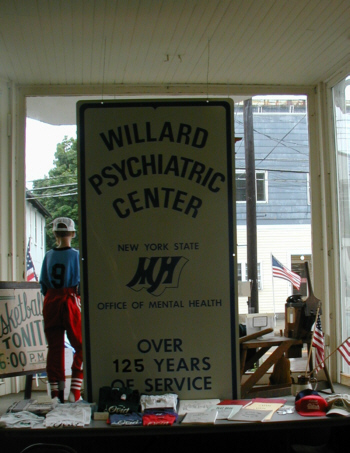 WILLARD
PSYCHIATRIC
CENTER
NEW YORK STATE
MH
OFFICE OF MENTAL HEALTH
OVER
125 YEARS
OF SERVICE
9
TONITE
6:00 P.M.